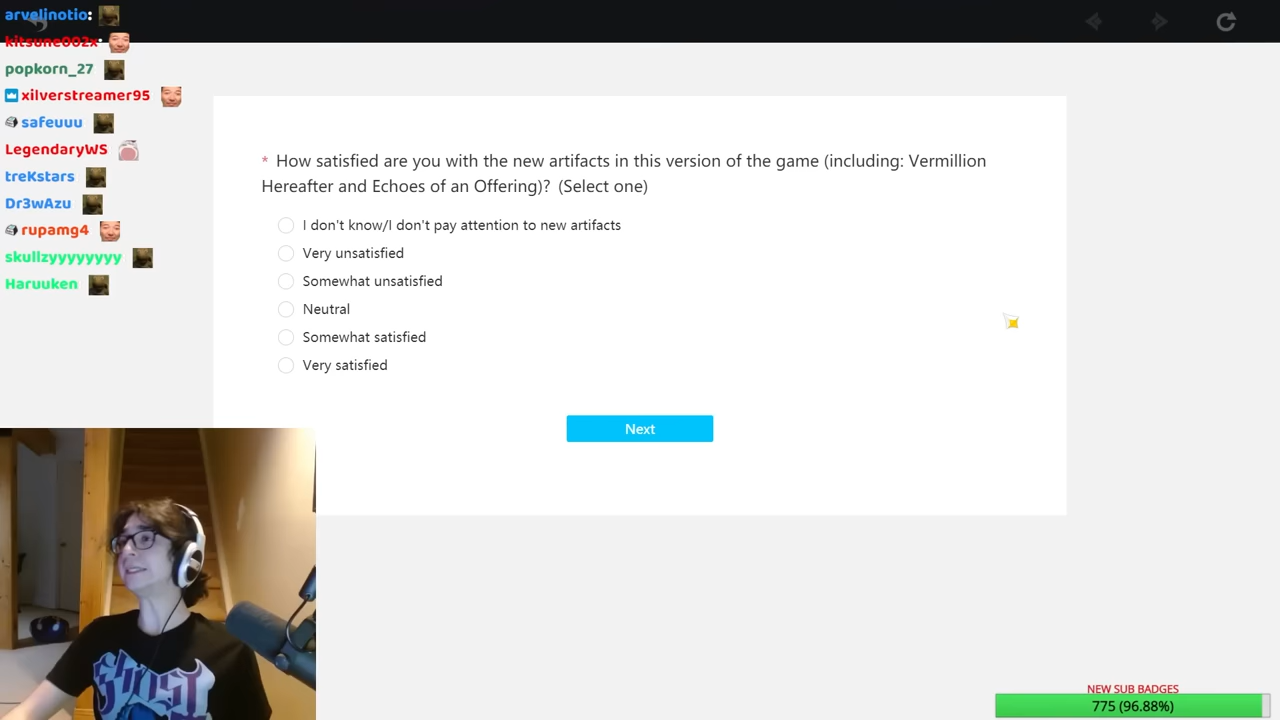 arvelinotio:
kitsune002x:
popkorn_27
xilverstreamer95
safeuuu
LegendaryWS
treKstars
Dr3wAzu
rupamg4
skullzyyyyyyyy
Haruuken
* How satisfied are you with the new artifacts in this version of the game (including: Vermillion
Hereafter and Echoes of an Offering)? (Select one)
I don't know/I don't pay attention to new artifacts
Very unsatisfied
Somewhat unsatisfied
Neutral
Somewhat satisfied
Very satisfied
Next
Ghost
NEW SUB BADGES
775 (96.88%)